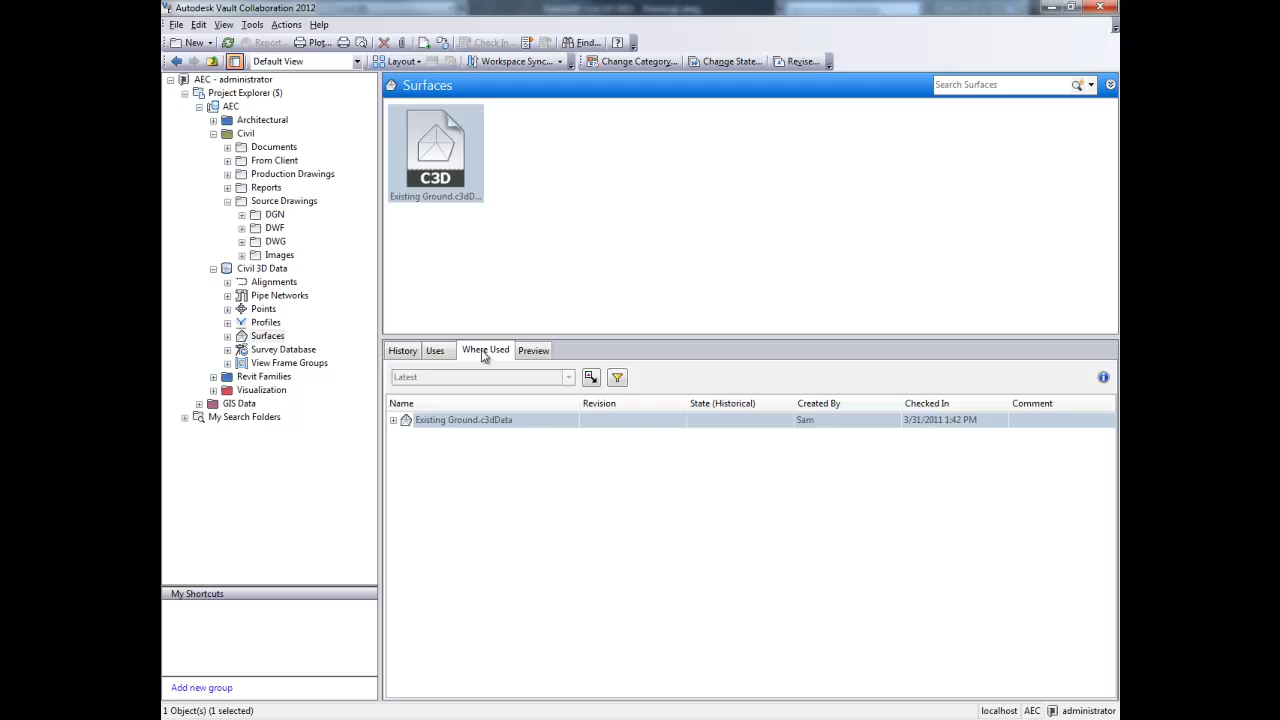 Autodesk Vault Collaboration 2012
File Edit View Tools Actions Help
New Report... Plot... Check In... Find...
Default View Layout Workspace Sync... Change Category... Change State... Revise...
AEC - administrator
Project Explorer ($)
AEC
Architectural
Civil
Documents
From Client
Production Drawings
Reports
Source Drawings
DGN
DWF
DWG
Images
Civil 3D Data
Alignments
Pipe Networks
Points
Profiles
Surfaces
Survey Database
View Frame Groups
Revit Families
Visualization
GIS Data
My Search Folders
My Shortcuts
Add new group
Surfaces
Search Surfaces
C3D
Existing Ground.c3dD...
History Uses Where Used Preview
Latest
Name Revision State (Historical) Created By Checked In Comment
Existing Ground.c3dData Sam 3/31/2011 1:42 PM
1 Object(s) (1 selected) localhost AEC administrator